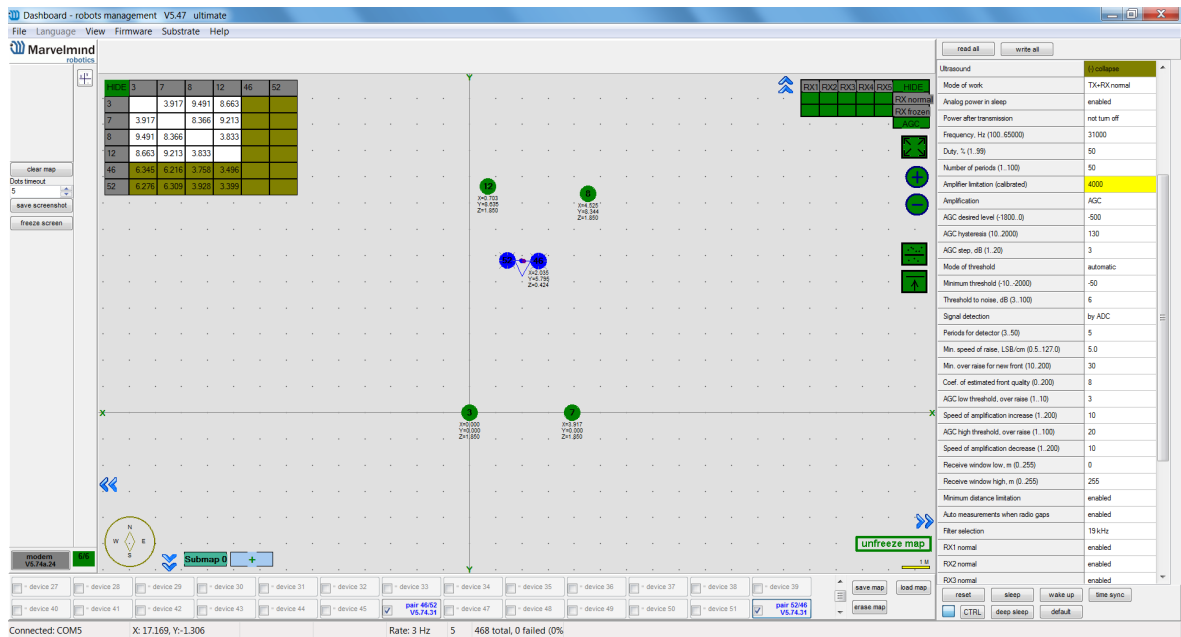 Dashboard - robots management V5.47 ultimate
File Language View Firmware Substrate Help
Marvelmind
robotics
clear map
Dots timeout
5
save screenshot
freeze screen
HIDE 3 7 8 12 46 52
3 3.917 9.491 8.663
7 3.917 8.366 9.213
8 9.491 8.366 3.833
12 8.663 9.213 3.833
46 6.345 6.216 3.758 3.496
52 6.276 6.309 3.928 3.399
Y
RX1 RX2 RX3 RX4 RX5 HIDE
RX normal
RX frozen
AGC
12
X=0.703
Y=8.635
Z=1.850
8
X=4.525
Y=8.344
Z=1.850
X=2.035
Y=5.795
Z=0.424
X
X
3
X=0.000
Y=0.000
Z=1.850
7
X=3.917
Y=0.000
Z=1.850
N
W E
S
Submap 0 +
Y
unfreeze map
1 M
modem
V5.74a.24
6/6
read all write all
Ultrasound (-) collapse
Mode of work TX+RX normal
Analog power in sleep enabled
Power after transmission not turn off
Frequency, Hz (100..65000) 31000
Duty, % (1..99) 50
Number of periods (1..100) 50
Amplifier limitation (calibrated) 4000
Amplification AGC
AGC desired level (-1800..0) -500
AGC hysteresis (10..2000) 130
AGC step, dB (1..20) 3
Mode of threshold automatic
Minimum threshold (-10..-2000) -50
Threshold to noise, dB (3..100) 6
Signal detection by ADC
Periods for detector (3..50) 5
Min. speed of raise, LSB/cm (0.5..127.0) 5.0
Min. over raise for new front (10..200) 30
Coef. of estimated front quality (0..200) 8
AGC low threshold, over raise (1..10) 3
Speed of amplification increase (1..200) 10
AGC high threshold, over raise (1..100) 20
Speed of amplification decrease (1..200) 10
Receive window low, m (0..255) 0
Receive window high, m (0..255) 255
Minimum distance limitation enabled
Auto measurements when radio gaps enabled
Filter selection 19 kHz
RX1 normal enabled
RX2 normal enabled
RX3 normal enabled
reset sleep wake up time sync
CTRL deep sleep default
- device 27 - device 28 - device 29 - device 30 - device 31 - device 32 - device 33 - device 34 - device 35 - device 36 - device 37 - device 38 - device 39
save map load map
- device 40 - device 41 - device 42 - device 43 - device 44 - device 45 pair 46/52 - device 47 - device 48 - device 49 - device 50 - device 51 pair 52/46
V5.74.31 V5.74.31
erase map
Connected: COM5 X: 17.169, Y:-1.306 Rate: 3 Hz 5 468 total, 0 failed (0%